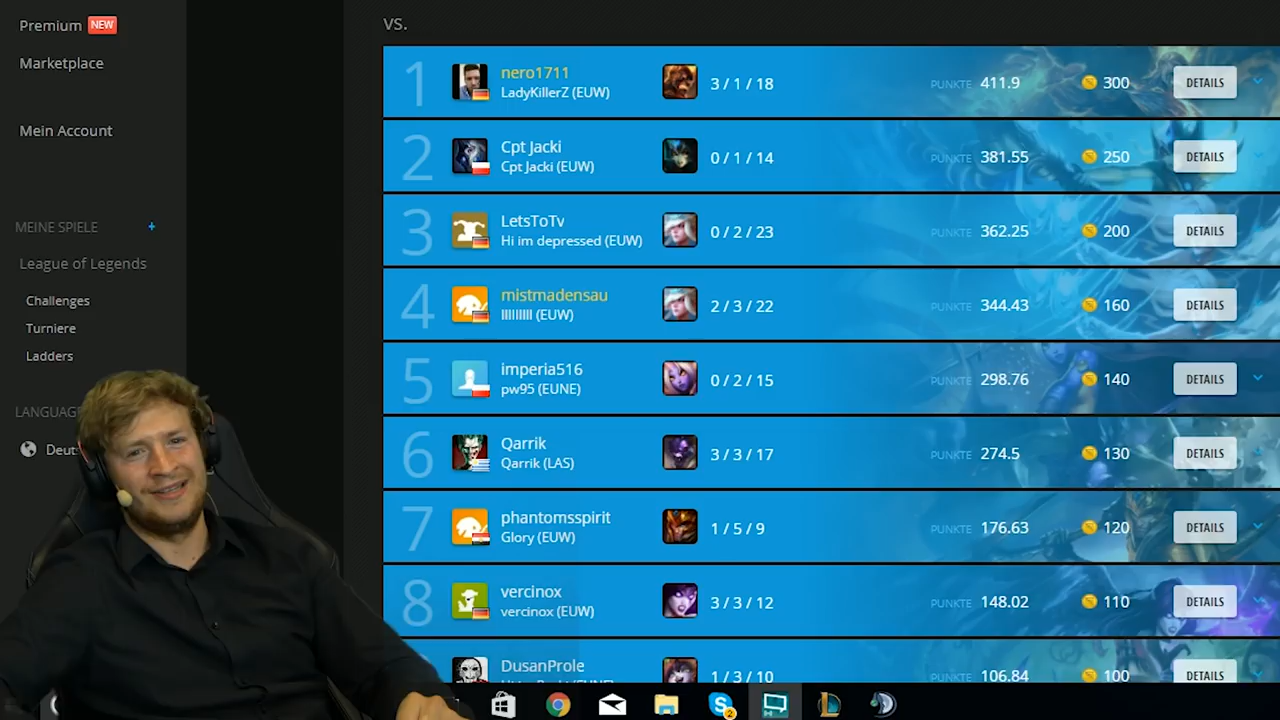 Premium NEW
Marketplace
Mein Account
MEINE SPIELE +
League of Legends
Challenges
Turniere
Ladders
LANGUAGE
Deut
VS.
1 nero1711 3 / 1 / 18 PUNKTE 411.9 300 DETAILS
LadyKillerZ (EUW)
2 Cpt Jacki 0 / 1 / 14 PUNKTE 381.55 250 DETAILS
Cpt Jacki (EUW)
3 LetsToTv 0 / 2 / 23 PUNKTE 362.25 200 DETAILS
Hi im depressed (EUW)
4 mistmadensau 2 / 3 / 22 PUNKTE 344.43 160 DETAILS
(EUW)
5 imperia516 0 / 2 / 15 PUNKTE 298.76 140 DETAILS
pw95 (EUNE)
6 Qarrik 3 / 3 / 17 PUNKTE 274.5 130 DETAILS
Qarrik (LAS)
7 phantomsspirit 1 / 5 / 9 PUNKTE 176.63 120 DETAILS
Glory (EUW)
8 vercinox 3 / 3 / 12 PUNKTE 148.02 110 DETAILS
vercinox (EUW)
DusanProle 1 / 3 / 10 PUNKTE 106.84 100 DETAILS
2